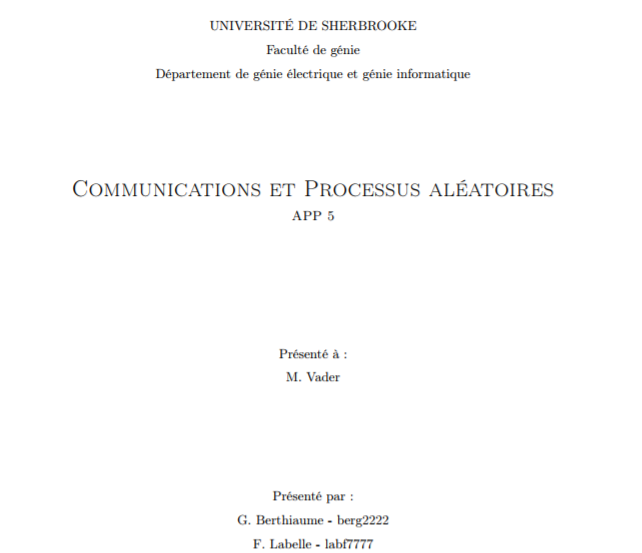 UNIVERSITÉ DE SHERBROOKE
Faculté de génie
Département de génie électrique et génie informatique
Communications et Processus aléatoires
APP 5
Présenté à :
M. Vader
Présenté par :
G. Berthiaume - berg2222
F. Labelle - labf7777